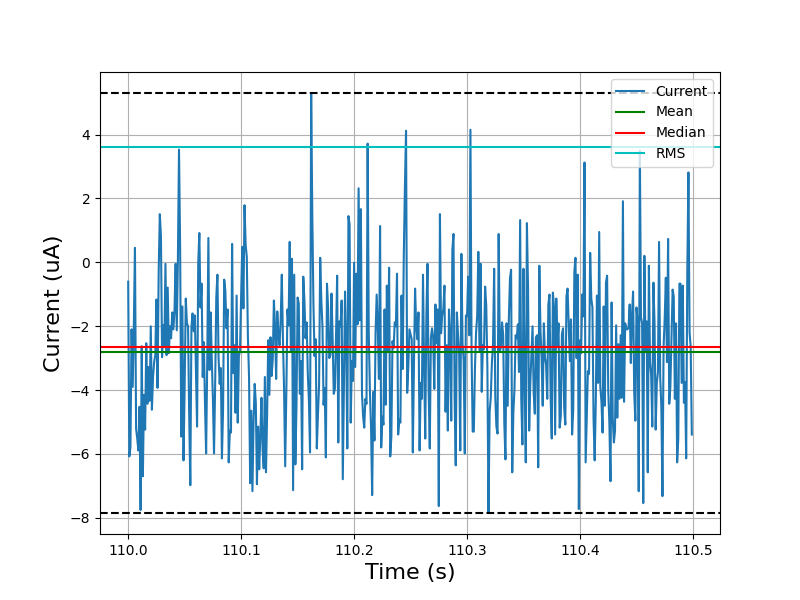 Current (uA)
4
2
0
−2
−4
−6
−8
110.0
110.1
110.2
110.3
110.4
110.5
Time (s)
Current
Mean
Median
RMS